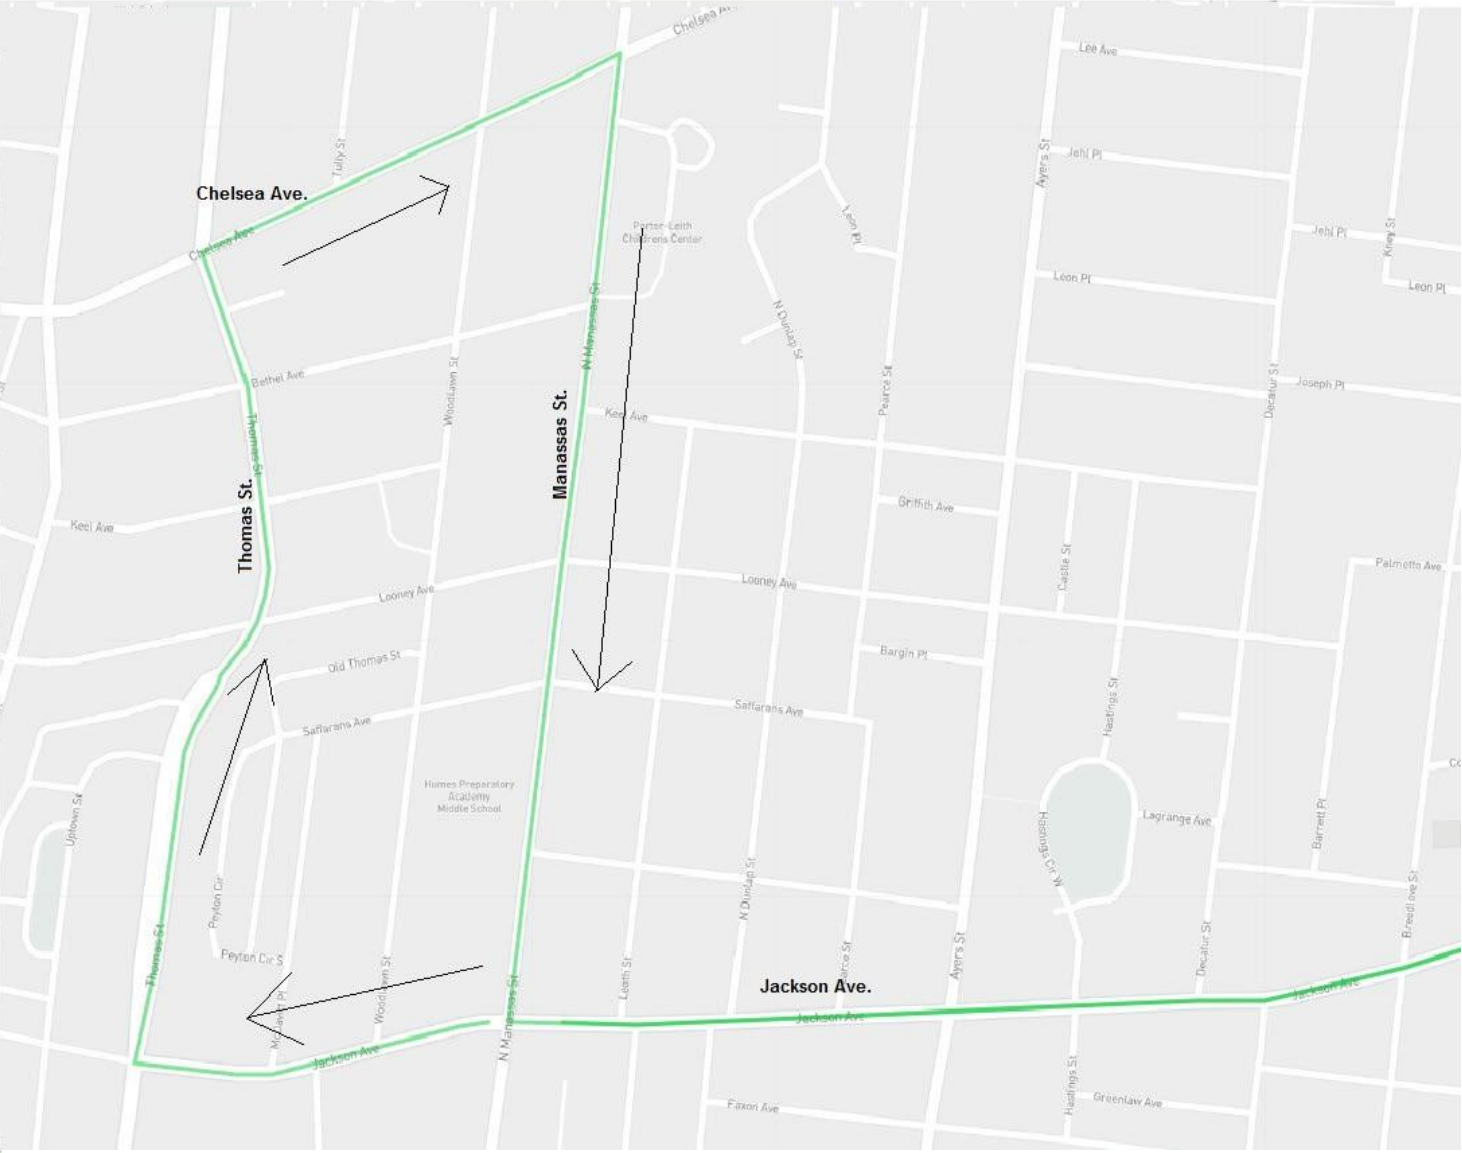 Chelsea Av
Lee Ave
Tully St
Ayers St
Jehl Pl
Chelsea Ave.
Leon Pl
Jehl Pl
Kney St
Chelsea Ave
Porter-Leith
Childrens Center
Leon Pl
Leon Pl
N Manassas St
N Dunlap St
Bethel Ave
Woodlawn St
Pearce St
Decatur St
Joseph Pl
Thomas St
Manassas St.
Keel Ave
Thomas St.
Keel Ave
Griffith Ave
Castle St
Palmetto Ave
Looney Ave
Looney Ave
Old Thomas St
Bargin Pl
Saffarans Ave
Saffarans Ave
Hastings St
Humes Preparatory
Academy
Middle School
Uptown St
Hastings Cir W
Lagrange Ave
Barrett Pl
Co
Peyton Cir
N Dunlap St
Breedlove St
Thomas St
Peyton Cir S
Woodlawn St
N Manassas St
Leath St
arce St
Ayers St
Decatur St
Jackson Ave.
Jackson Ave
Jackson Ave
Jackson Ave
Hastings St
Faxon Ave
Greenlaw Ave